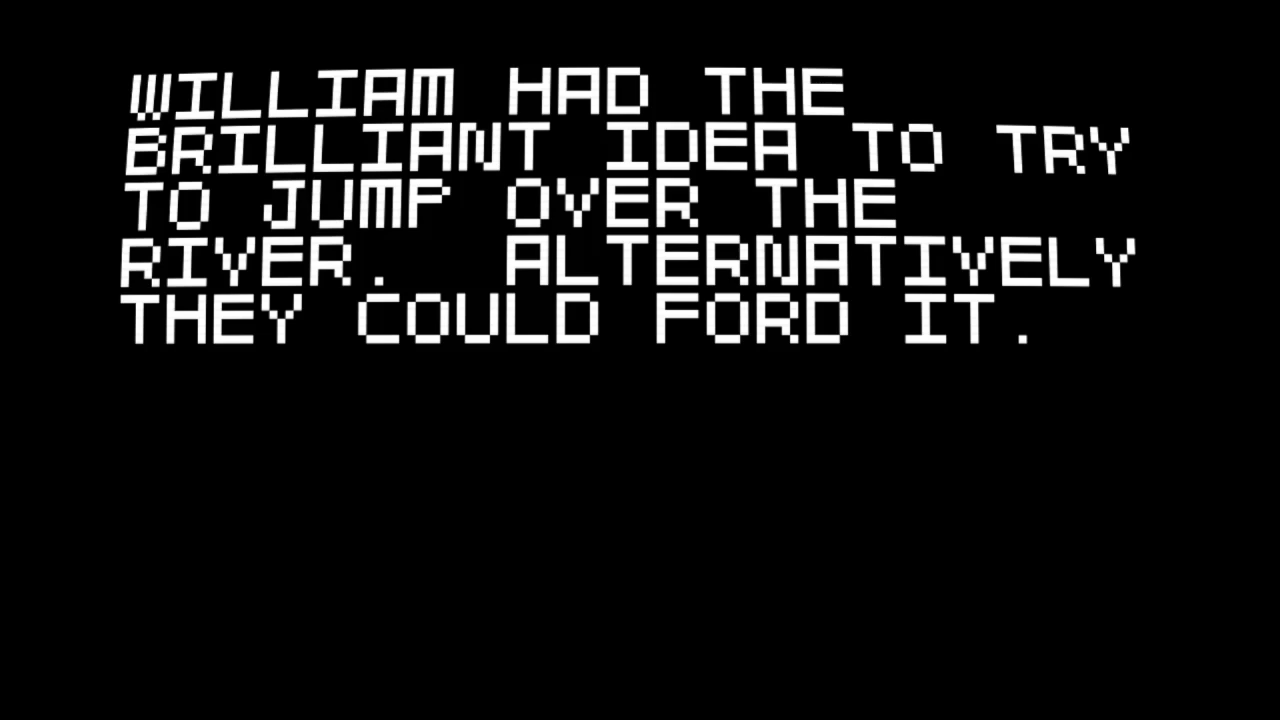 WILLIAM HAD THE
BRILLIANT IDEA TO TRY
TO JUMP OVER THE
RIVER.  ALTERNATIVELY
THEY COULD FORD IT.